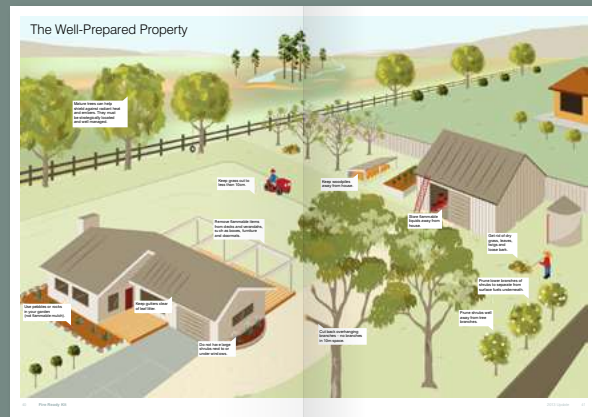 The Well-Prepared Property
Mature trees can help
shield against radiant heat
and embers. They must
be strategically located
and well managed.
Keep grass cut to
less than 10cm.
Keep woodpiles
away from house.
Remove flammable items
from decks and verandahs,
such as boxes, furniture
and doormats.
Store flammable
liquids away from
house.
Get rid of dry
grass, leaves,
twigs and
loose bark.
Prune lower branches of
shrubs to separate from
surface fuels underneath.
Use pebbles or rocks
in your garden
(not flammable mulch).
Keep gutters clear
of leaf litter.
Prune shrubs well
away from tree
branches.
Cut back overhanging
branches – no branches
in 10m space.
Do not have large
shrubs next to or
under windows.
Fire Ready Kit